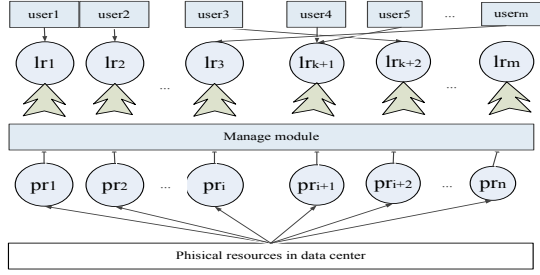 user1 user2 user3 user4 user5 ... userm
lr1 lr2 ... lr3 lrk+1 lrk+2 ... lrm
Manage module
pr1 pr2 ... pri pri+1 pri+2 ... prn
Phisical resources in data center